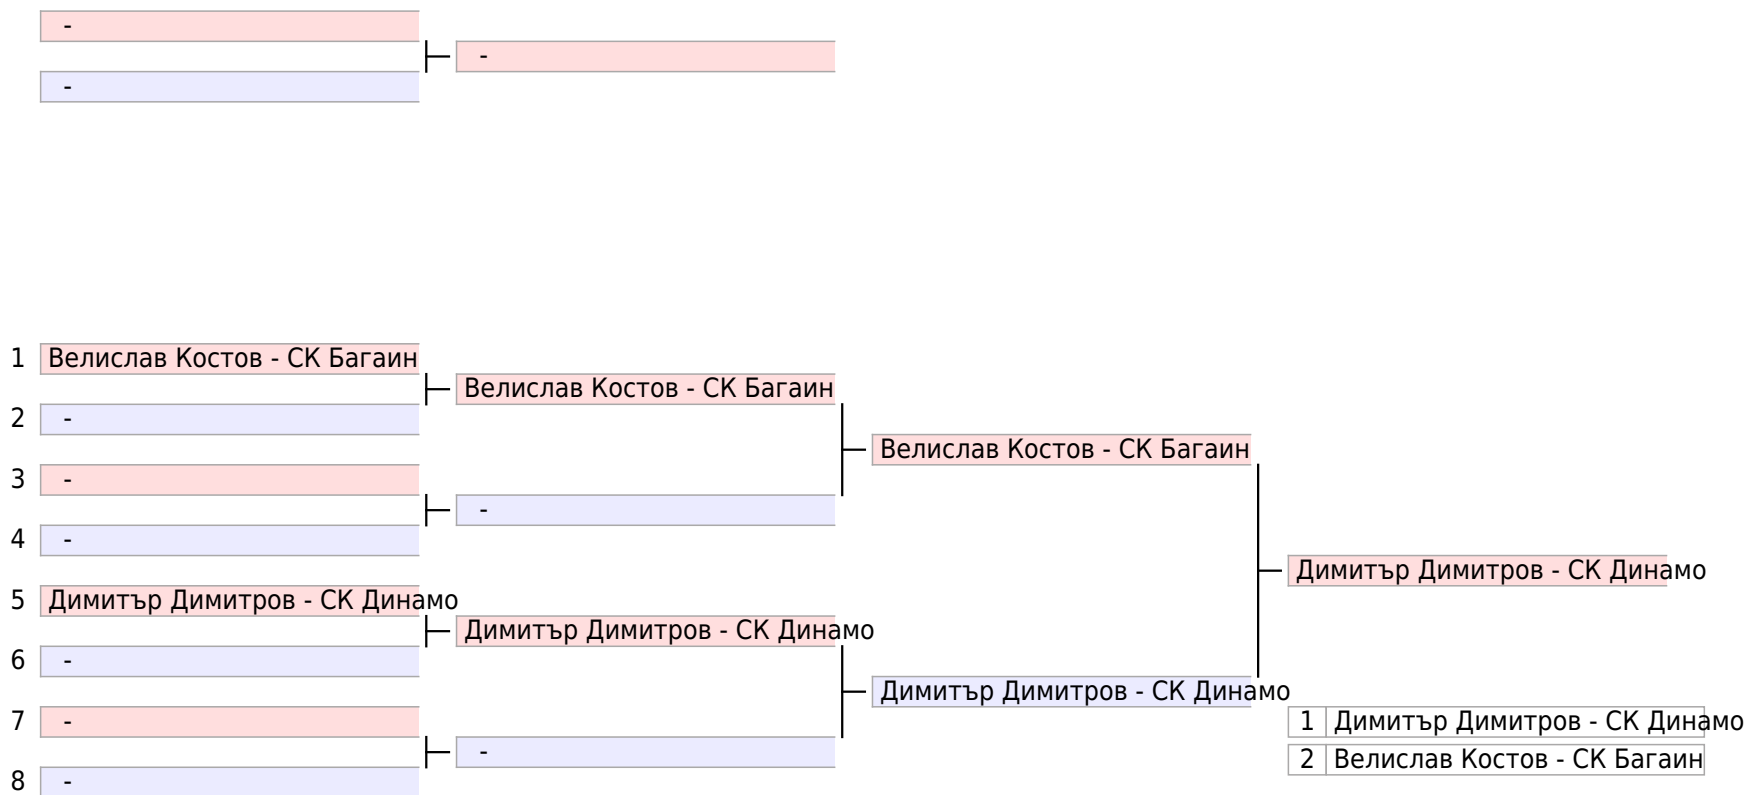 -
-
-
1 Велислав Костов - СК Багаин
Велислав Костов - СК Багаин
2 -
Велислав Костов - СК Багаин
3 -
-
4 -
Димитър Димитров - СК Динамо
5 Димитър Димитров - СК Динамо
Димитър Димитров - СК Динамо
6 -
Димитър Димитров - СК Динамо
7 -
1 Димитър Димитров - СК Динамо
-
2 Велислав Костов - СК Багаин
8 -